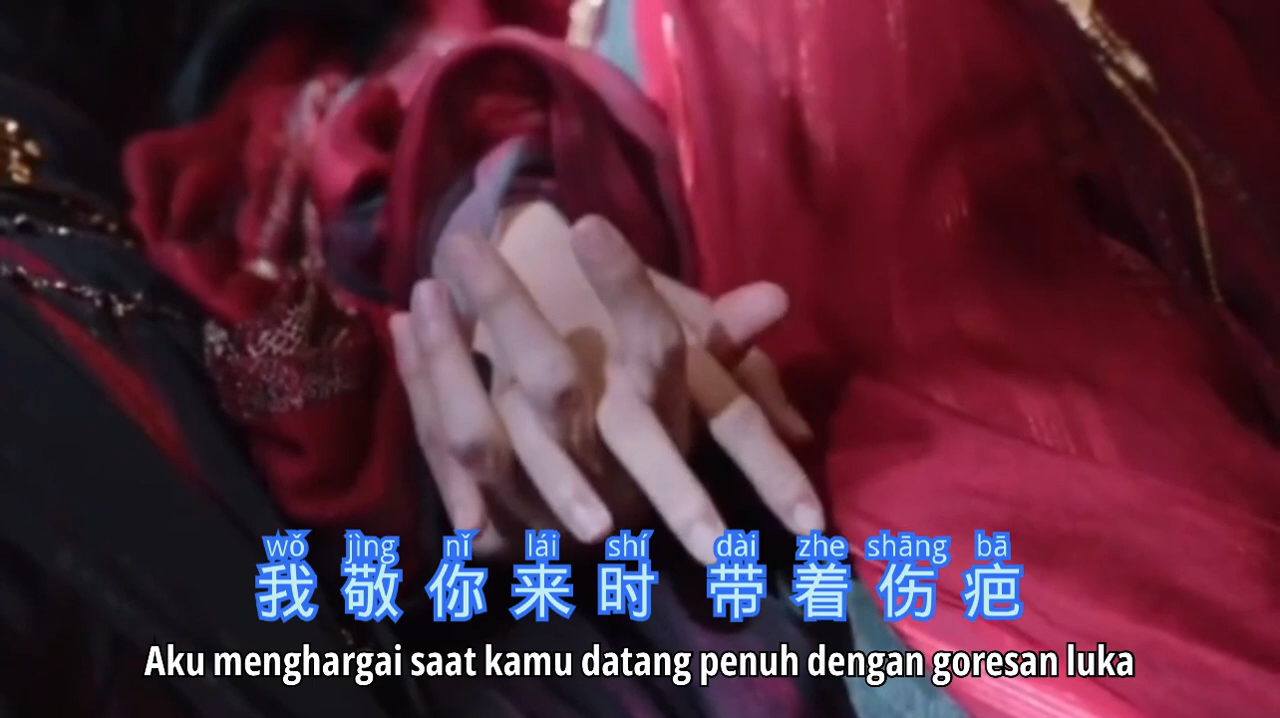 wǒ jìng nǐ lái shí dài zhe shāng bā
我敬你来时 带着伤疤
Aku menghargai saat kamu datang penuh dengan goresan luka